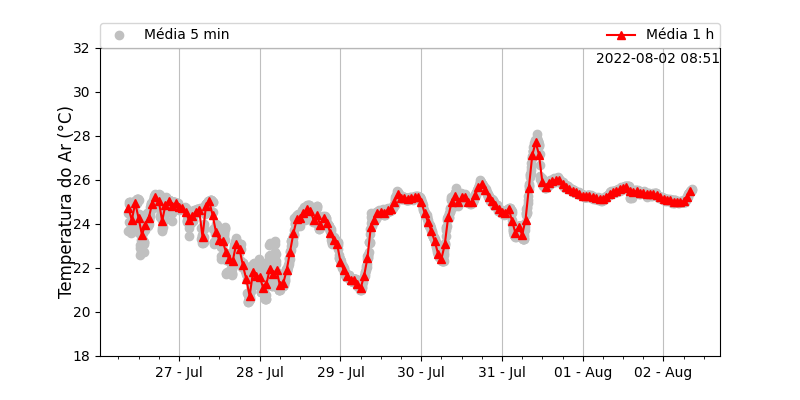 Média 5 min
Média 1 h
2022-08-02 08:51
Temperatura do Ar (°C)
32
30
28
26
24
22
20
18
27 - Jul
28 - Jul
29 - Jul
30 - Jul
31 - Jul
01 - Aug
02 - Aug